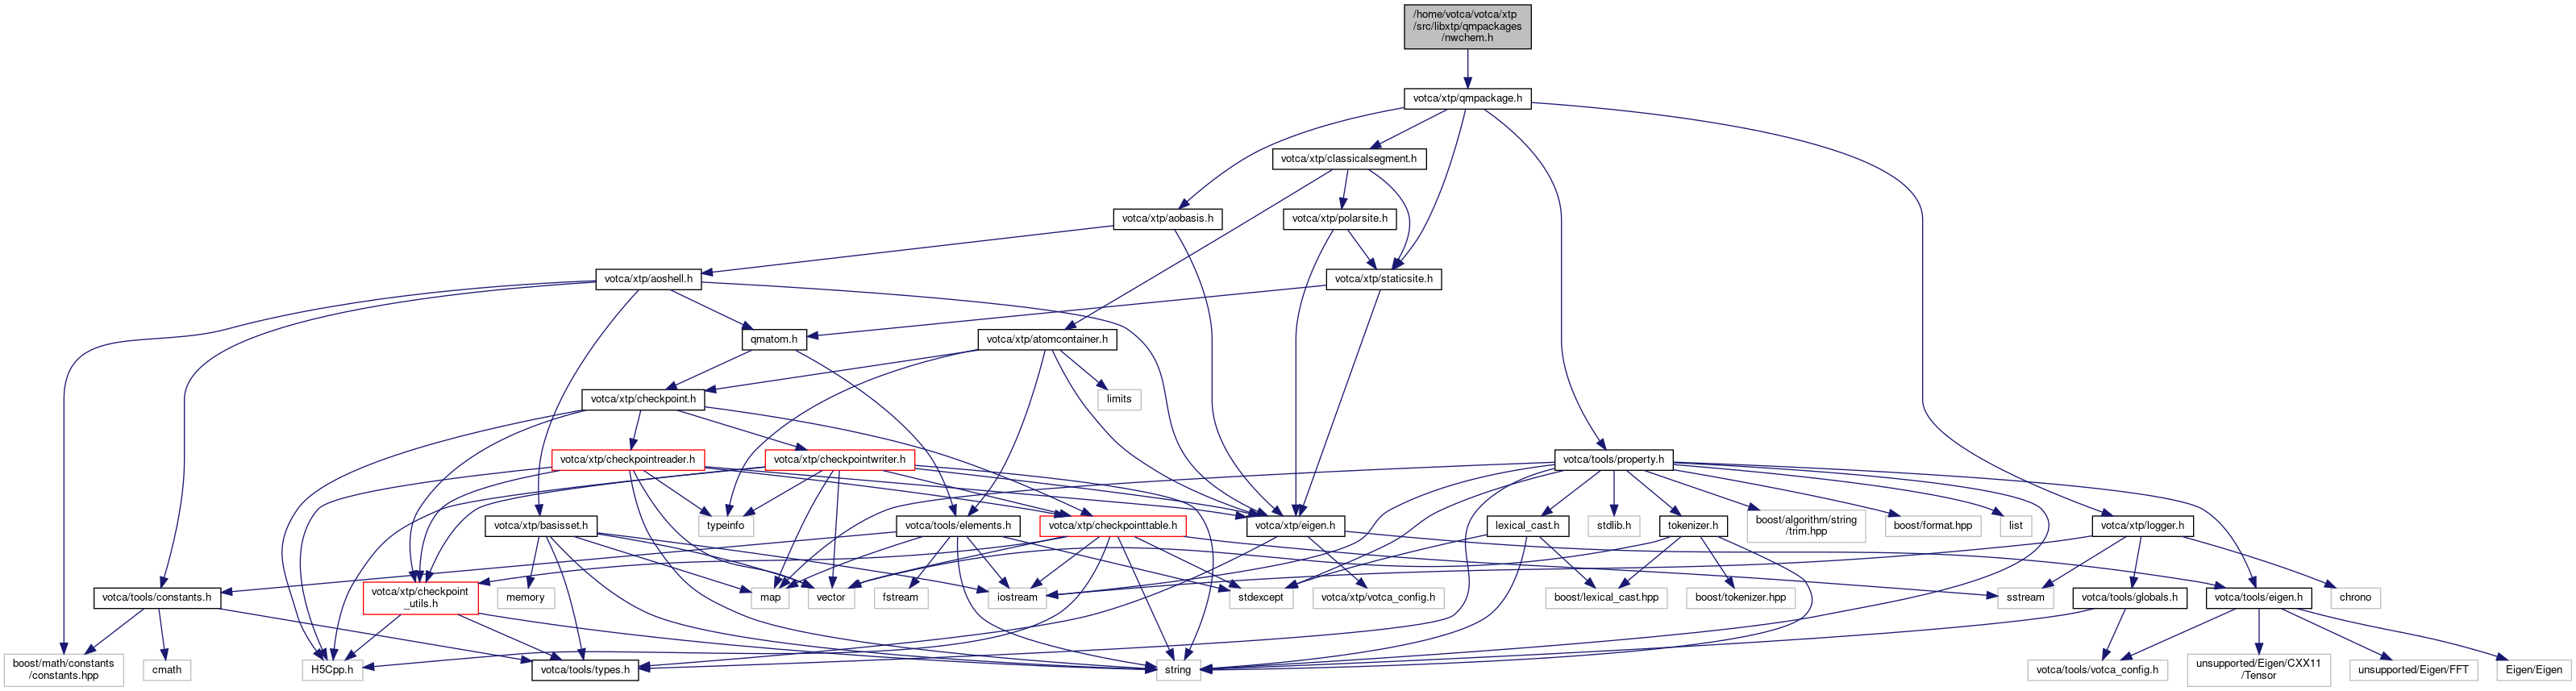 /home/votca/votca/xtp
/src/libxtp/qmpackages
/nwchem.h
votca/xtp/qmpackage.h
votca/xtp/classicalsegment.h
votca/xtp/aobasis.h
votca/xtp/polarsite.h
votca/xtp/aoshell.h
votca/xtp/staticsite.h
qmatom.h
votca/xtp/atomcontainer.h
votca/xtp/checkpoint.h
limits
votca/xtp/checkpointreader.h
votca/xtp/checkpointwriter.h
votca/tools/property.h
votca/xtp/basisset.h
typeinfo
votca/tools/elements.h
votca/xtp/checkpointtable.h
votca/xtp/eigen.h
lexical_cast.h
stdlib.h
tokenizer.h
boost/algorithm/string
/trim.hpp
boost/format.hpp
list
votca/xtp/logger.h
votca/tools/constants.h
votca/xtp/checkpoint
_utils.h
memory
map
vector
fstream
iostream
stdexcept
votca/xtp/votca_config.h
boost/lexical_cast.hpp
boost/tokenizer.hpp
sstream
votca/tools/globals.h
votca/tools/eigen.h
chrono
boost/math/constants
/constants.hpp
cmath
H5Cpp.h
votca/tools/types.h
string
votca/tools/votca_config.h
unsupported/Eigen/CXX11
/Tensor
unsupported/Eigen/FFT
Eigen/Eigen